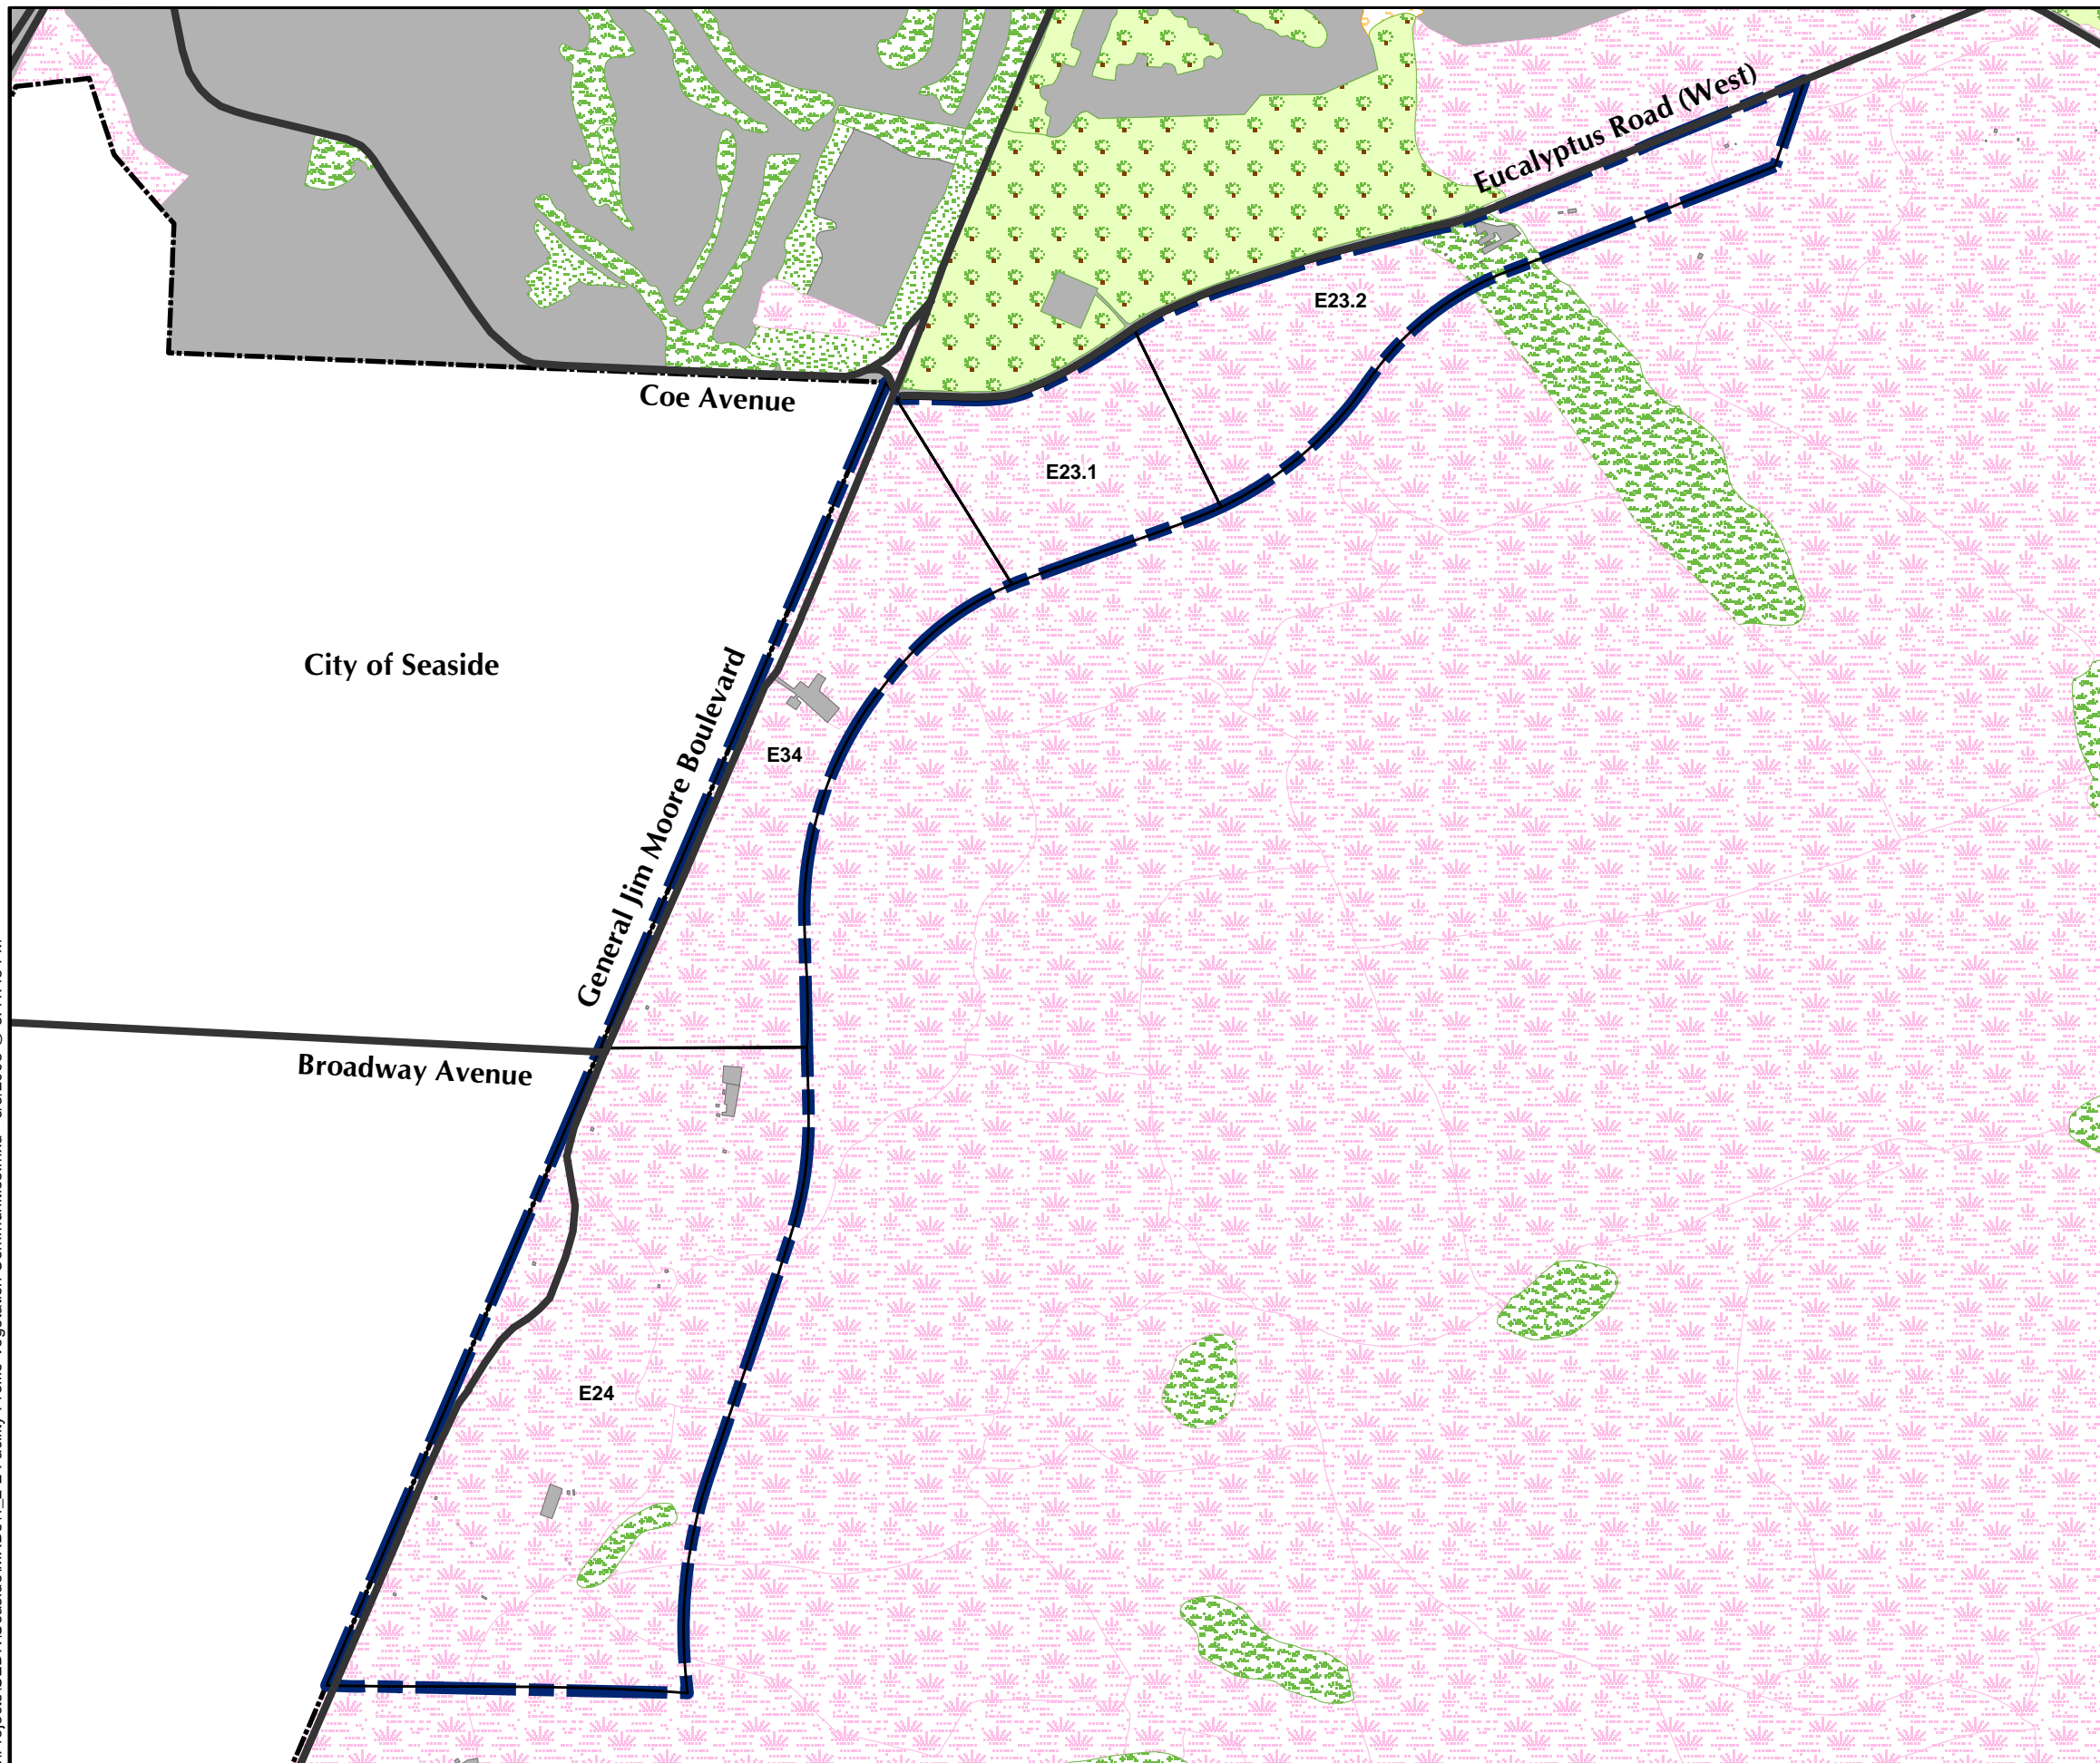 Eucalyptus Road (West)
E23.2
Coe Avenue
E23.1
City of Seaside
General Jim Moore Boulevard
E34
Broadway Avenue
E24